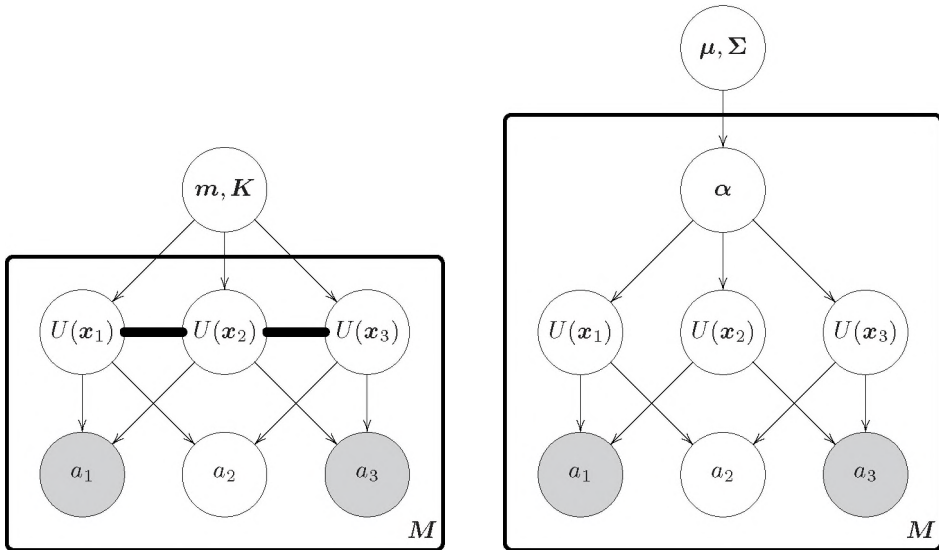 m, K
U(x₁) U(x₂) U(x₃)
a₁ a₂ a₃
M
μ, Σ
α
U(x₁) U(x₂) U(x₃)
a₁ a₂ a₃
M